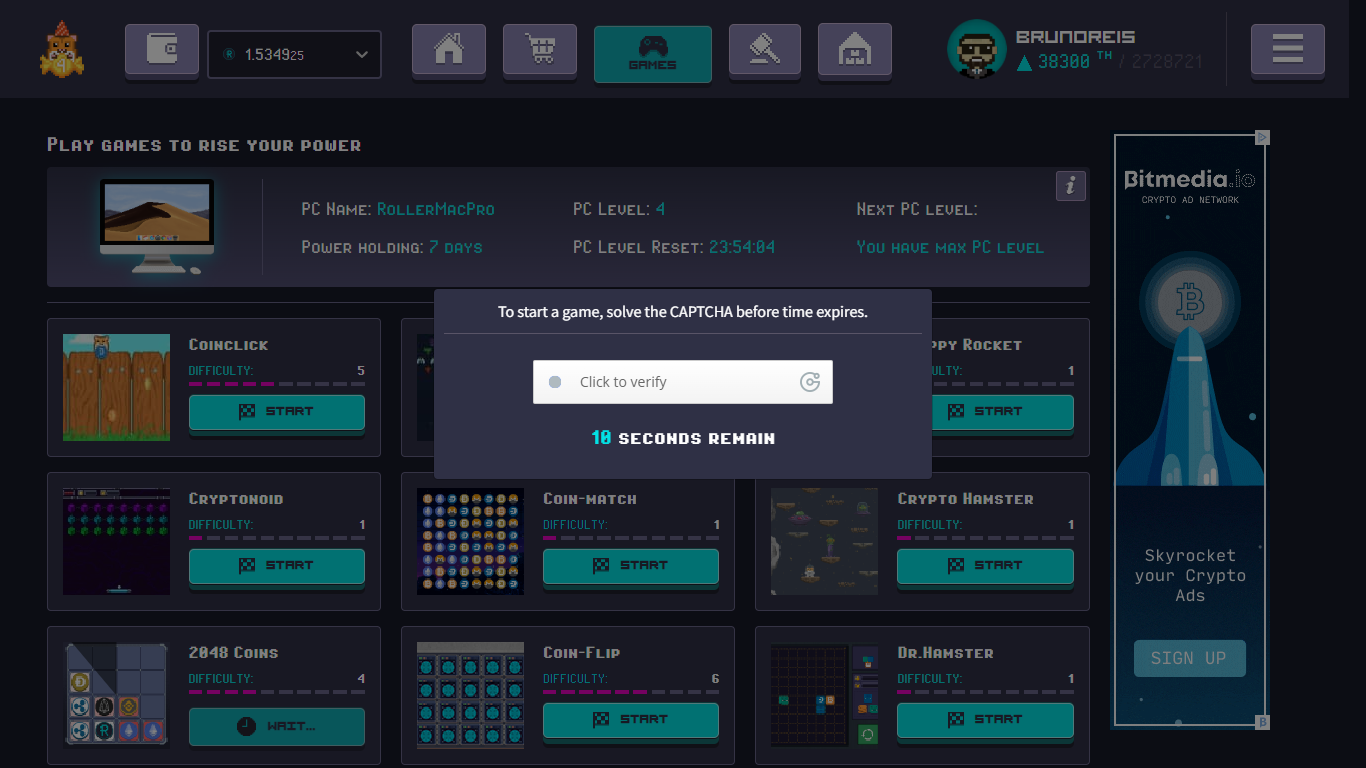 1.534925
GAMES
BRUNOREIS
38300 TH / 2728721
Play games to rise your power
PC Name: RollerMacPro
PC Level: 4
Next PC level:
i
Power holding: 7 days
PC Level Reset: 23:54:04
You have max PC level
To start a game, solve the CAPTCHA before time expires.
Click to verify
10 seconds remain
Coinclick
Difficulty: 5
START
ppy Rocket
ulty: 1
START
Cryptonoid
Difficulty: 1
START
Coin-match
Difficulty: 1
START
Crypto Hamster
Difficulty: 1
START
2048 Coins
Difficulty: 4
WAIT...
Coin-Flip
Difficulty: 6
START
Dr.Hamster
Difficulty: 1
START
Bitmedia.io
CRYPTO AD NETWORK
Skyrocket
your Crypto
Ads
SIGN UP